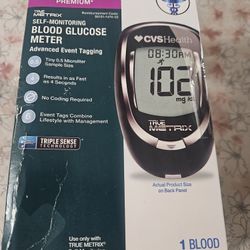 PREMIUM*
Reimbursement Code
TRUE METRIX
SELF-MONITORING
BLOOD GLUCOSE
METER
Advanced Event Tagging
Tiny 0.5 Microliter
Sample Size
Results in as Fast
as 4 Seconds
No Coding Required
Event Tags Combine
Lifestyle with Management
TRIPLE SENSE
TECHNOLOGY
Use only with
TRUE METRIX
CVSHealth
08:30AM
102
mg
TRUE
METRIX
Actual Product Size
on Back Panel
1 BLOOD